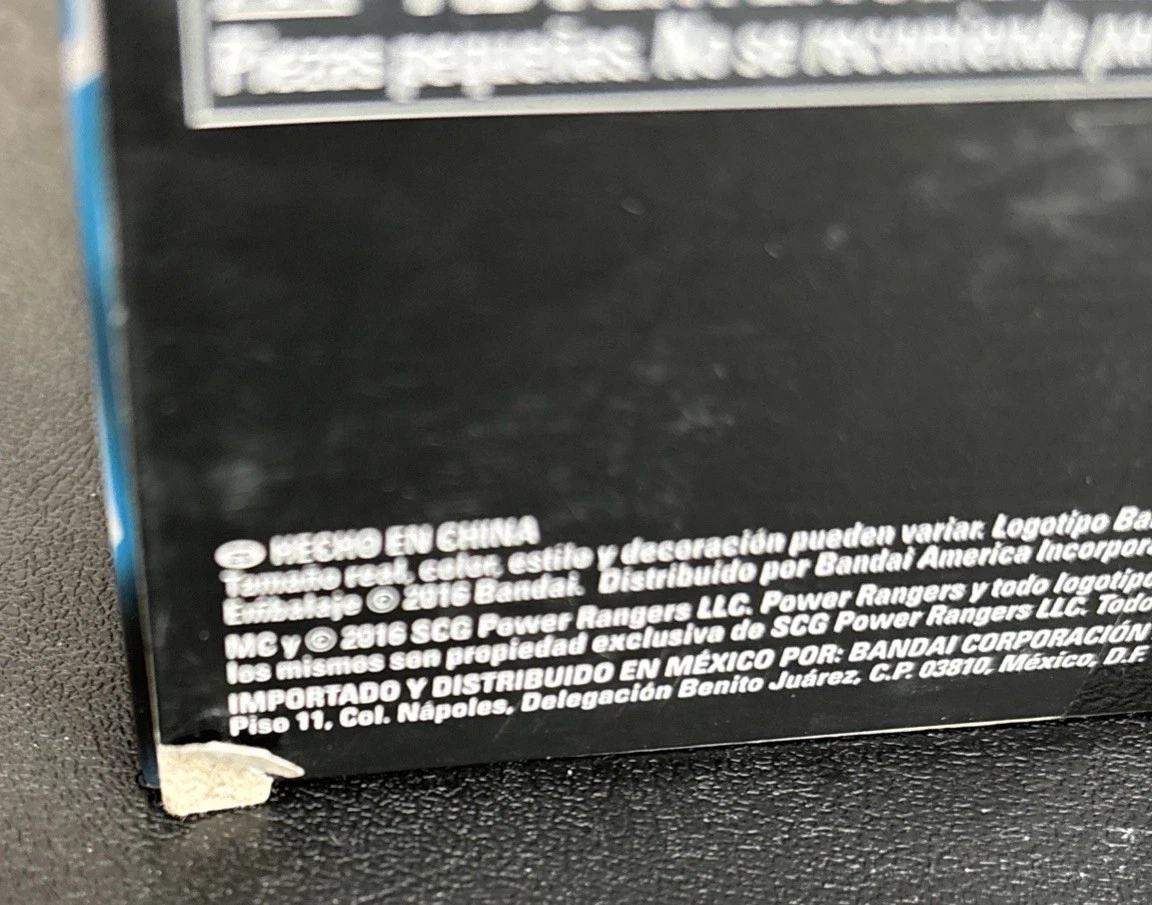 Piezas pequeñas. No se recomienda
HECHO EN CHINA
Tamaño real, color, estilo y decoración pueden variar. Logotipo
Embalaje © 2016 Bandai. Distribuido por Bandai America
MC y © 2016 SCG Power Rangers LLC. Power Rangers y todo
los mismos son propiedad exclusiva de SCG Power Rangers LLC.
IMPORTADO Y DISTRIBUIDO EN MÉXICO POR: BANDAI CORPORACIÓN
Piso 11, Col. Nápoles, Delegación Benito Juárez, C.P. 03810, México, D.F.